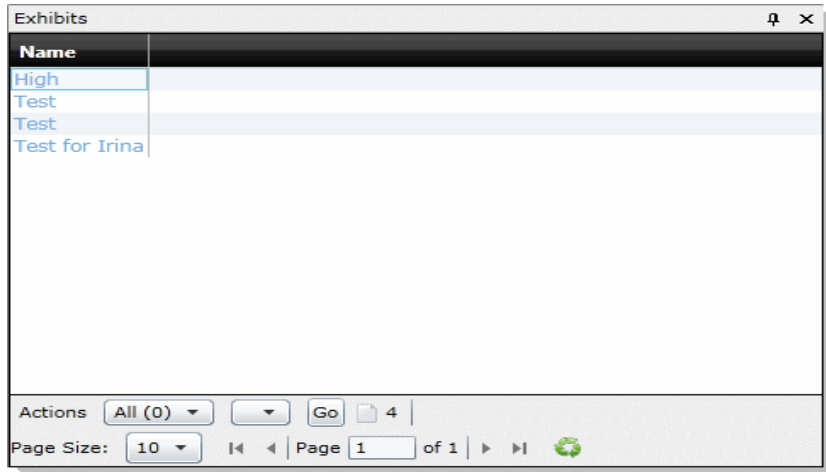 Exhibits
Name
High
Test
Test
Test for Irina
Actions All (0) Go 4
Page Size: 10 Page 1 of 1